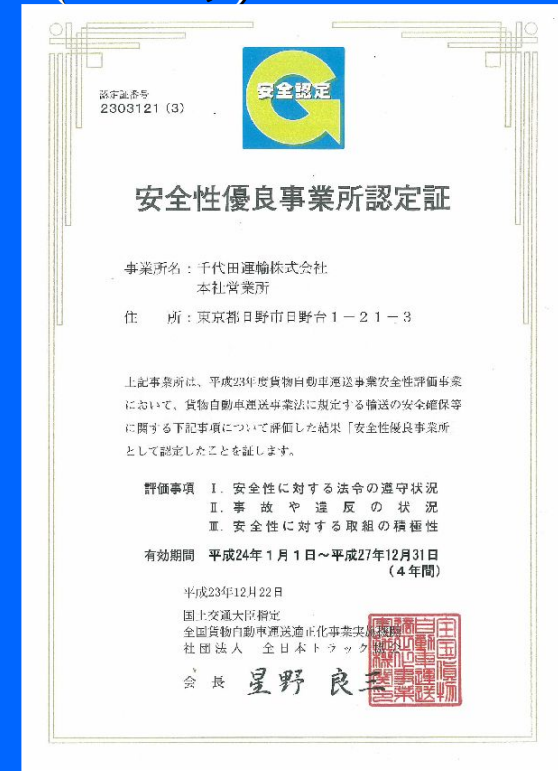 認定証番号
2303121 (3)
安全認定
安全性優良事業所認定証
事業所名：千代田運輸株式会社
本社営業所
住　所：東京都日野市日野台１－２１－３
上記事業所は、平成23年度貨物自動車運送事業安全性評価事業
において、貨物自動車運送事業法に規定する輸送の安全確保等
に関する下記事項について評価した結果「安全性優良事業所
として認定したことを証します。
評価事項　Ⅰ．安全性に対する法令の遵守状況
Ⅱ．事故や違反の状況
Ⅲ．安全性に対する取組の積極性
有効期間　平成24年１月１日～平成27年12月31日
(４年間)
平成23年12月22日
国土交通大臣指定
全国貨物自動車運送適正化事業実施機関
社団法人　全日本トラック協会
会長　星野 良三